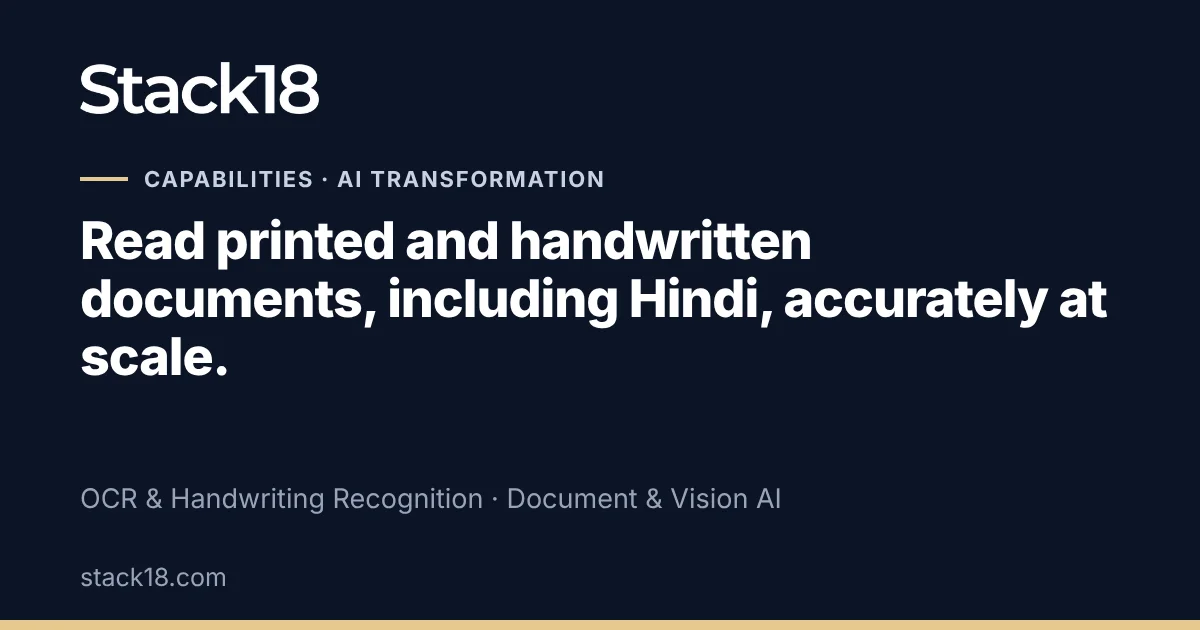 Stack18
CAPABILITIES · AI TRANSFORMATION
Read printed and handwritten
documents, including Hindi, accurately at
scale.
OCR & Handwriting Recognition · Document & Vision AI
stack18.com